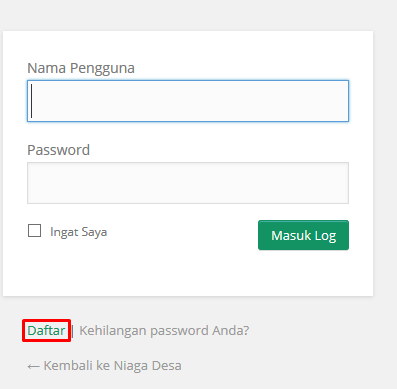 Nama Pengguna
Password
Ingat Saya
Masuk Log
Daftar | Kehilangan password Anda?
← Kembali ke Niaga Desa